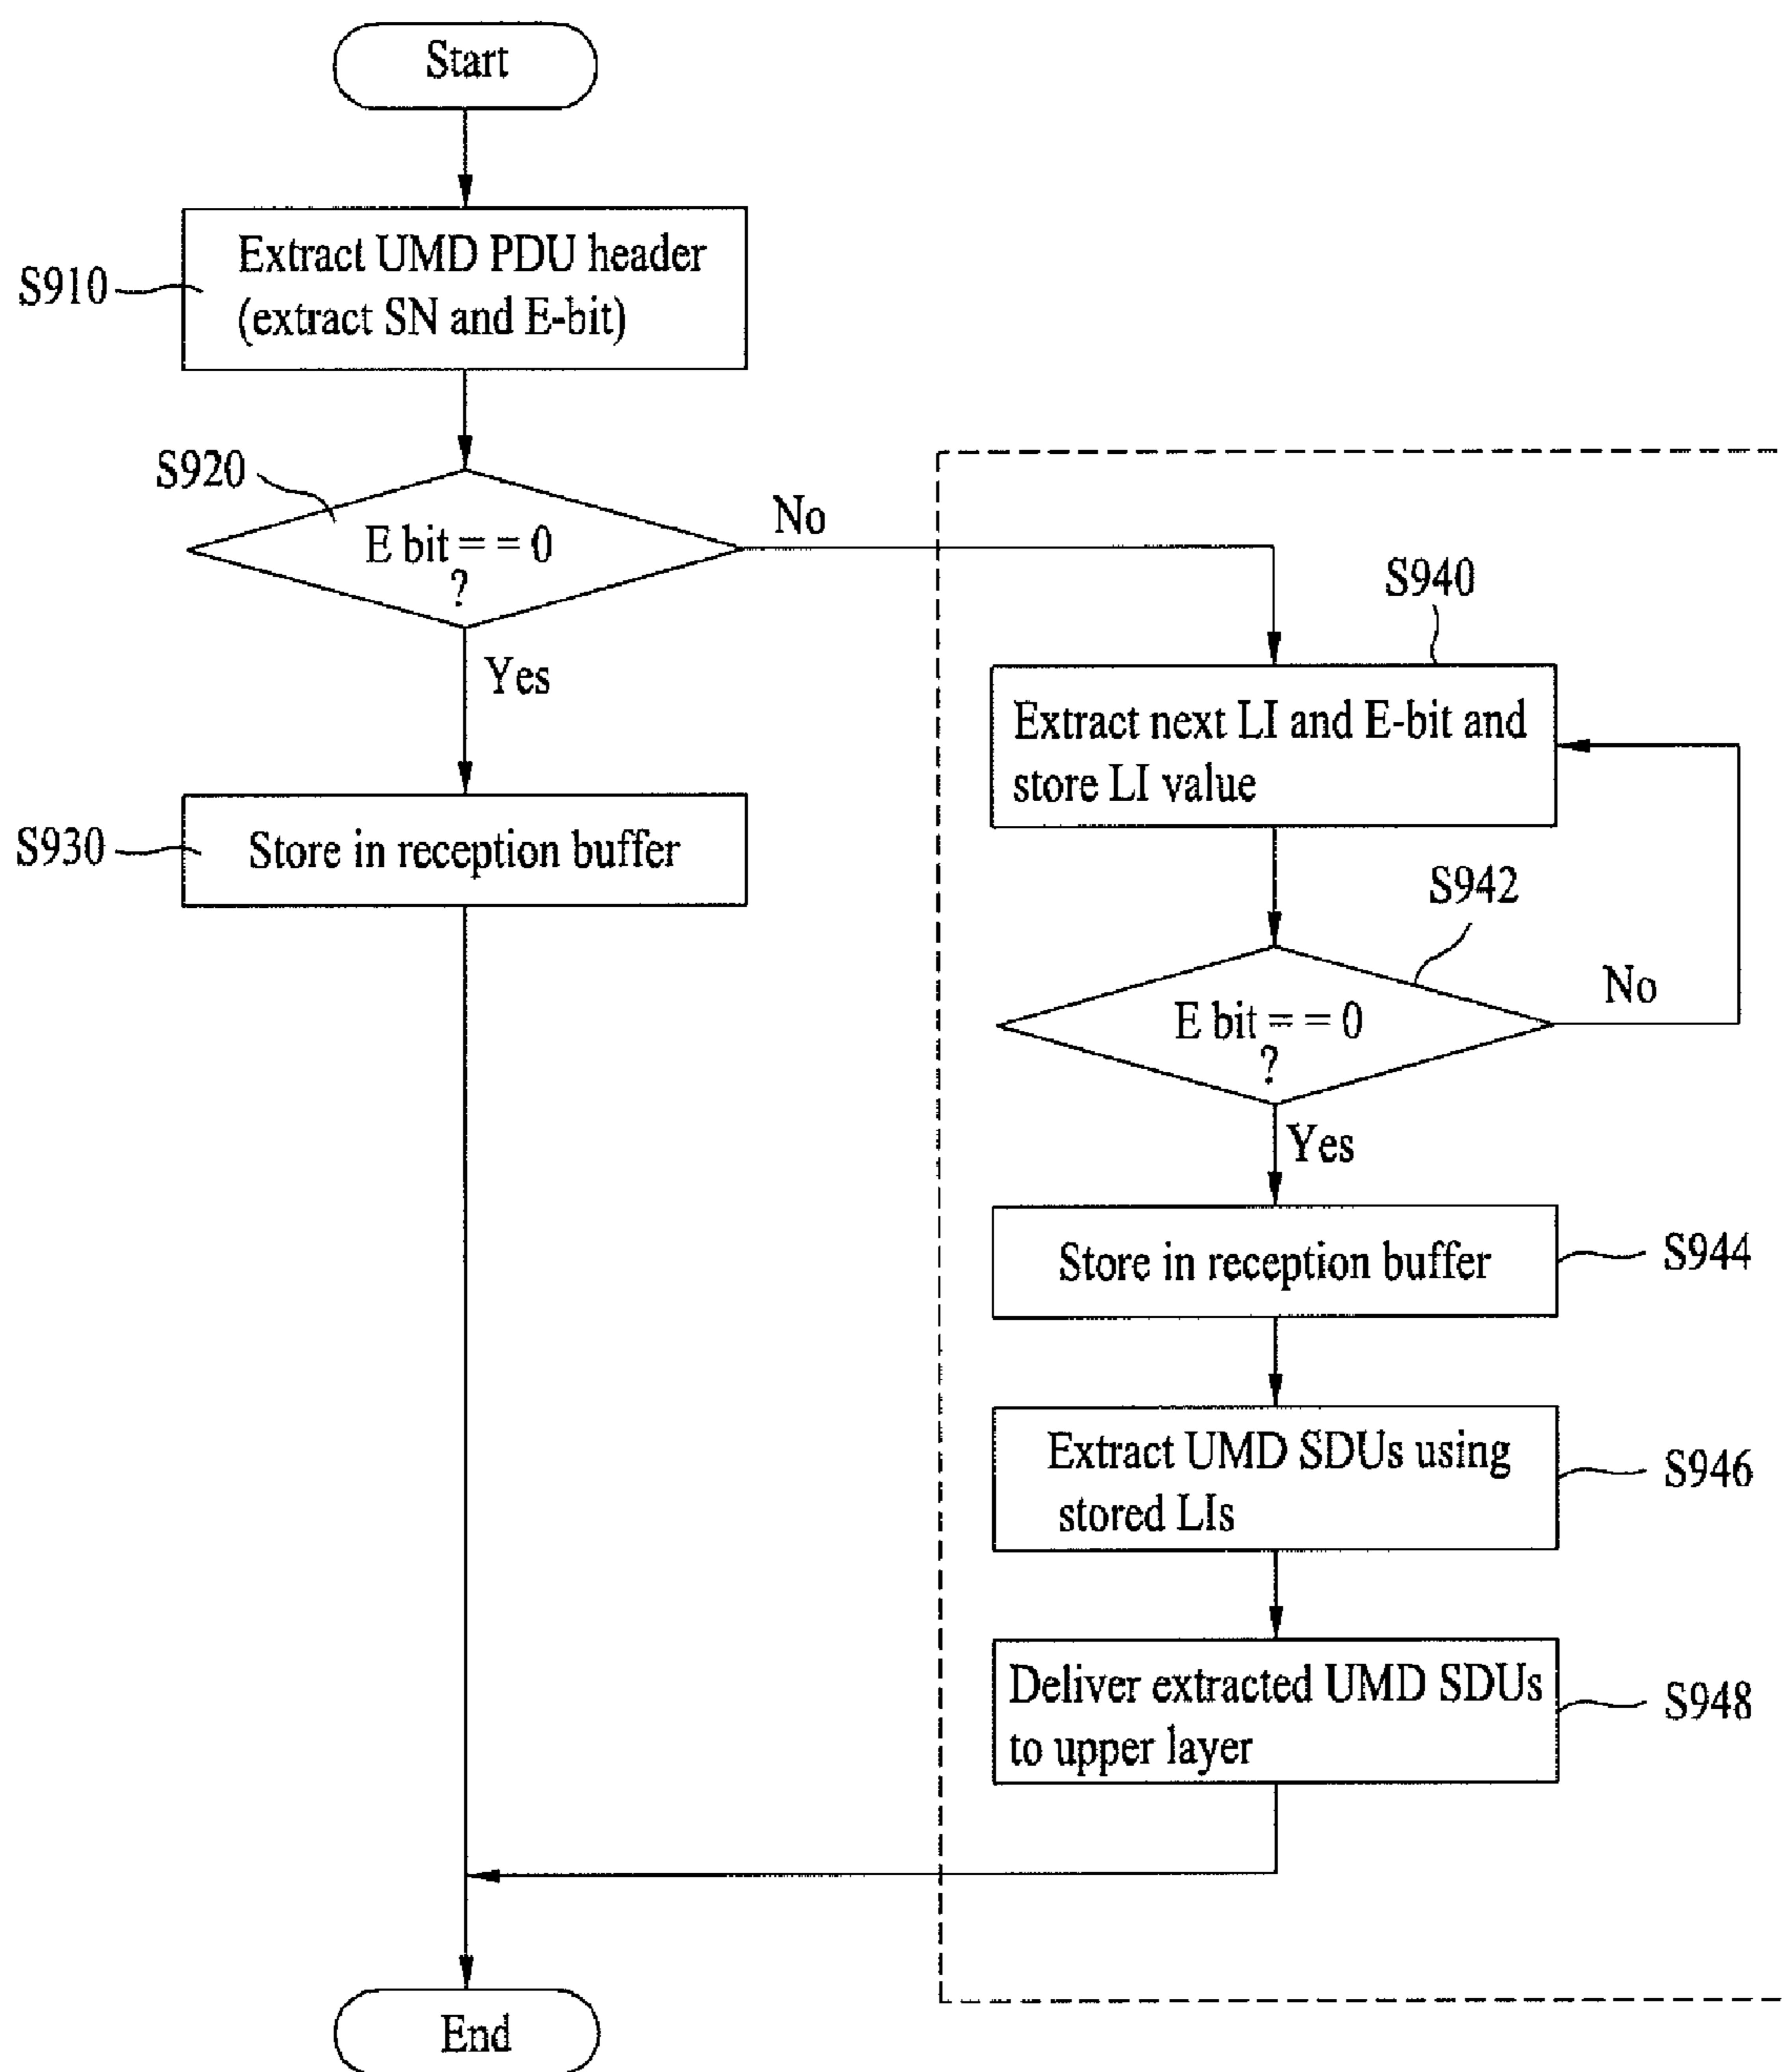 Start
S910
Extract UMD PDU header
(extract SN and E-bit)
S920
E bit = = 0
?
No
Yes
S930
Store in reception buffer
S940
Extract next LI and E-bit and
store LI value
S942
E bit = = 0
?
No
Yes
Store in reception buffer
S944
Extract UMD SDUs using
stored LIs
S946
Deliver extracted UMD SDUs
to upper layer
S948
End